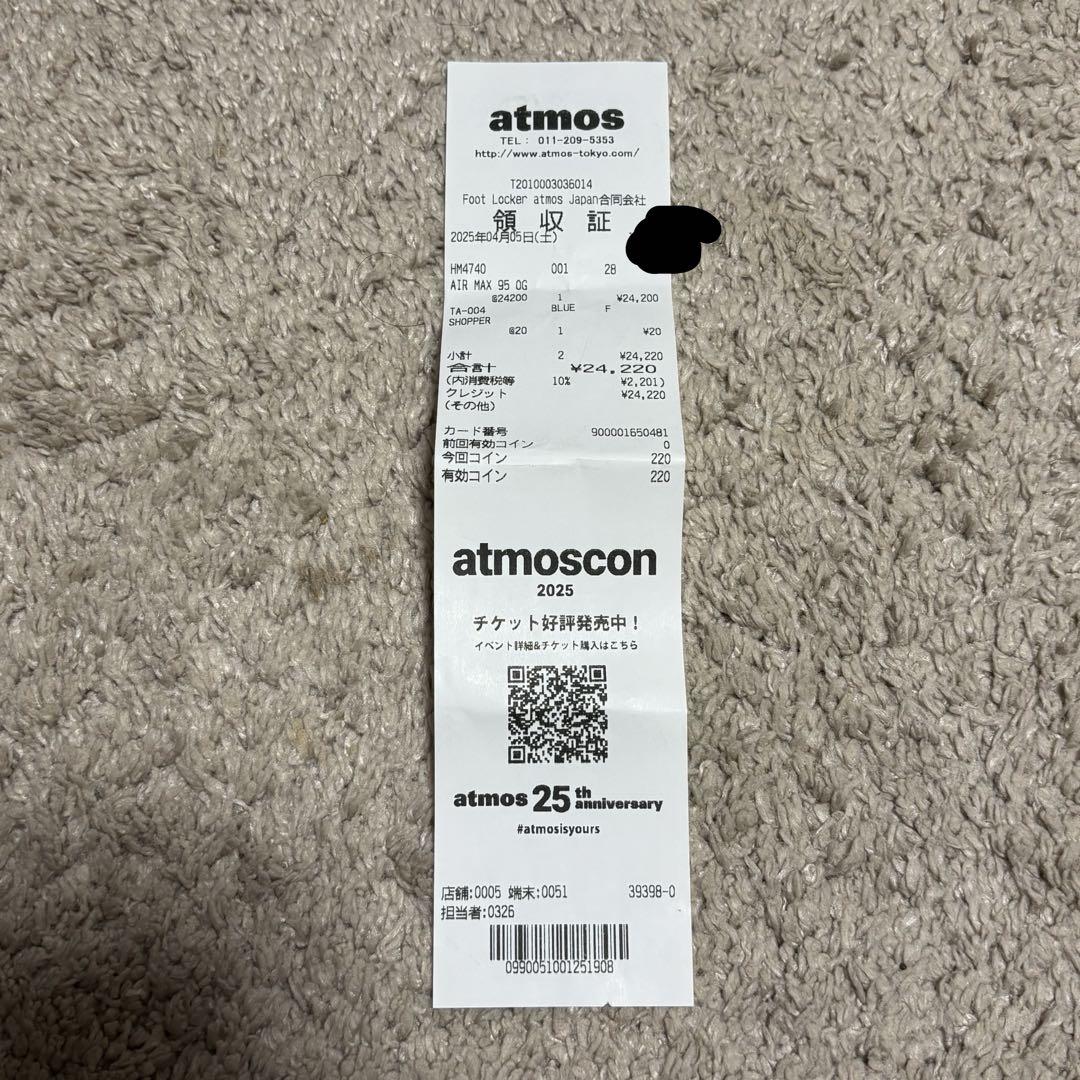 atmos
TEL： 011-209-5353
http://www.atmos-tokyo.com/
T2010003036014
Foot Locker atmos Japan合同会社
領 収 証
2025年04月05日(土)
HM4740 001 28
AIR MAX 95 OG
@24200 1 ¥24,200
TA-004 BLUE F
SHOPPER
@20 1 ¥20
小計 2 ¥24,220
合計 ¥24,220
(内消費税等 10% ¥2,201)
クレジット ¥24,220
(その他)
カード番号 900001650481
前回有効コイン 0
今回コイン 220
有効コイン 220
atmoscon
2025
チケット好評発売中！
イベント詳細&チケット購入はこちら
atmos 25th anniversary
#atmosisyours
店舗:0005 端末:0051 39398-0
担当者:0326
0990051001251908